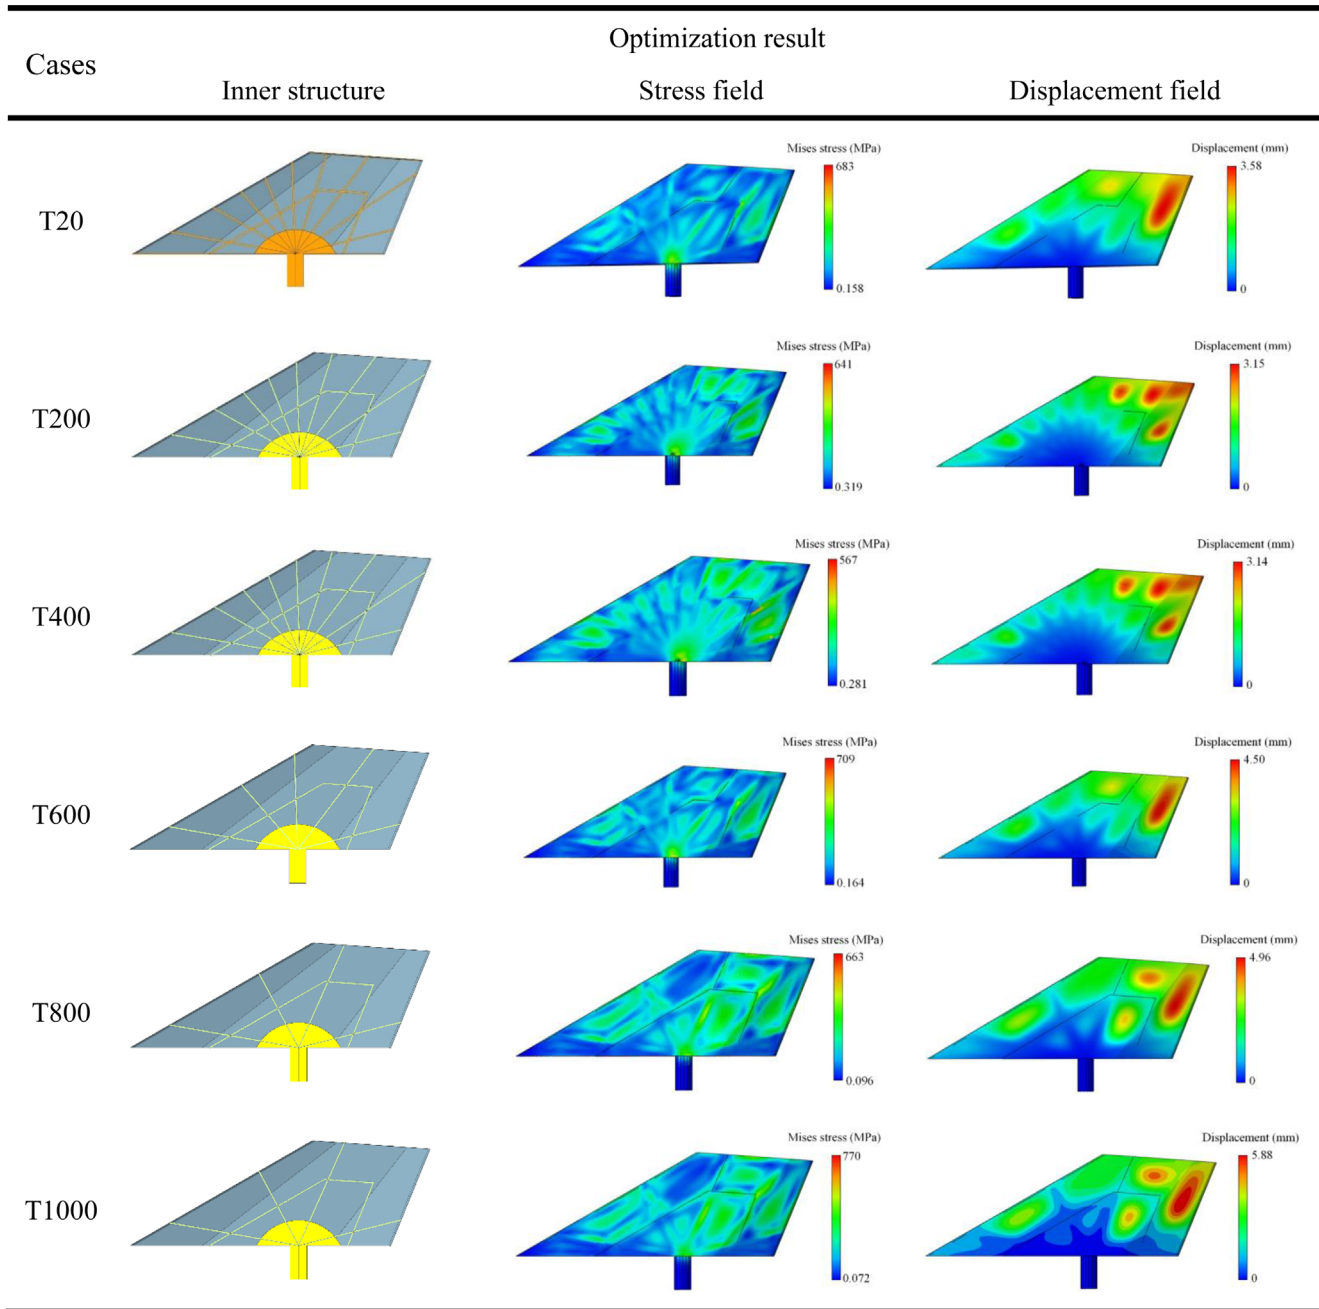 Optimization result
Cases
Inner structure Stress field Displacement field
T20
Mises stress (MPa)
683
0.158
Displacement (mm)
3.58
0
T200
Mises stress (MPa)
641
0.319
Displacement (mm)
3.15
0
T400
Mises stress (MPa)
567
0.281
Displacement (mm)
3.14
0
T600
Mises stress (MPa)
709
0.164
Displacement (mm)
4.50
0
T800
Mises stress (MPa)
663
0.096
Displacement (mm)
4.96
0
T1000
Mises stress (MPa)
770
0.072
Displacement (mm)
5.88
0